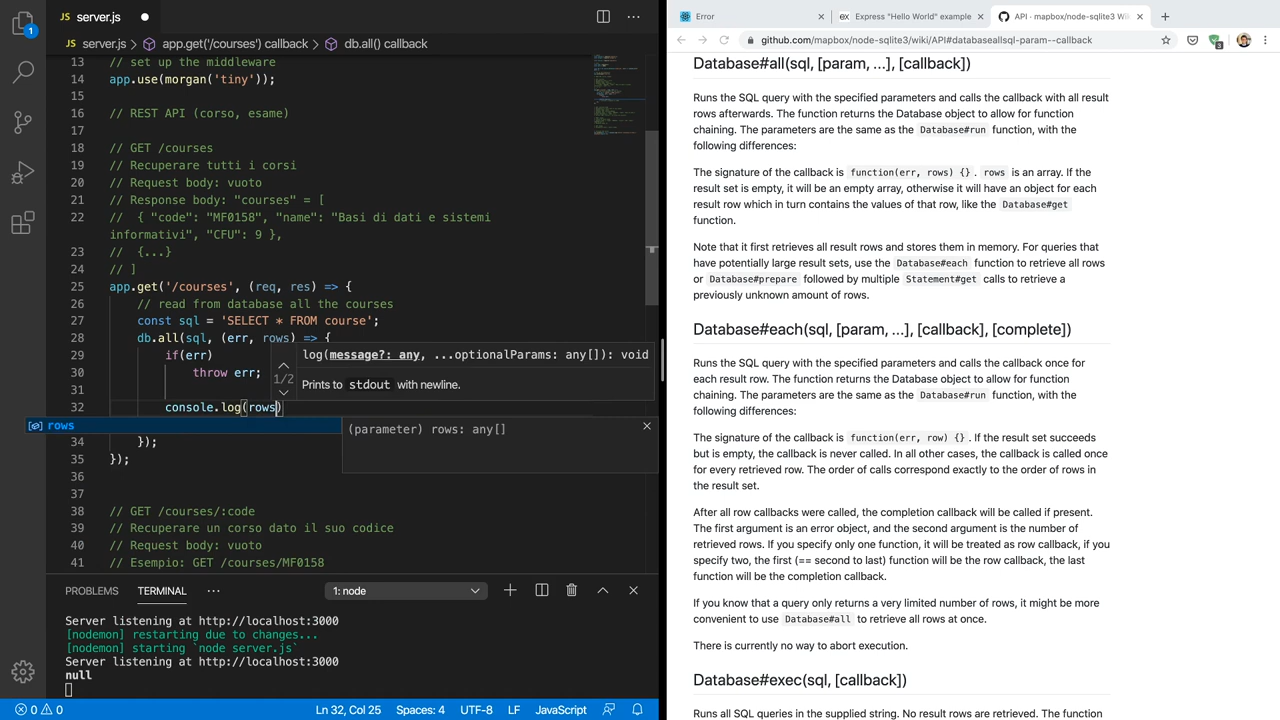 JS server.js
JS server.js > app.get('/courses') callback > db.all() callback
13 // set up the middleware
14 app.use(morgan('tiny'));
15
16 // REST API (corso, esame)
17
18 // GET /courses
19 // Recuperare tutti i corsi
20 // Request body: vuoto
21 // Response body: "courses" = [
22 // { "code": "MF0158", "name": "Basi di dati e sistemi
informativi", "CFU": 9 },
23 // {...}
24 // ]
25 app.get('/courses', (req, res) => {
26 // read from database all the courses
27 const sql = 'SELECT * FROM course';
28 db.all(sql, (err, rows) => {
29 if(err)
30 throw err;
31
32 console.log(rows)
34 });
35 });
36
37
38 // GET /courses/:code
39 // Recuperare un corso dato il suo codice
40 // Request body: vuoto
41 // Esempio: GET /courses/MF0158
log(message?: any, ...optionalParams: any[]): void
1/2
Prints to stdout with newline.
rows
(parameter) rows: any[]
PROBLEMS TERMINAL ... 1: node
Server listening at http://localhost:3000
[nodemon] restarting due to changes...
[nodemon] starting `node server.js`
Server listening at http://localhost:3000
null
0 0 Ln 32, Col 25 Spaces: 4 UTF-8 LF JavaScript
1
Error
EX Express "Hello World" example
API · mapbox/node-sqlite3 Wi
github.com/mapbox/node-sqlite3/wiki/API#databaseallsql-param--callback
Database#all(sql, [param, ...], [callback])
Runs the SQL query with the specified parameters and calls the callback with all result
rows afterwards. The function returns the Database object to allow for function
chaining. The parameters are the same as the Database#run function, with the
following differences:
The signature of the callback is function(err, rows) {} . rows is an array. If the
result set is empty, it will be an empty array, otherwise it will have an object for each
result row which in turn contains the values of that row, like the Database#get
function.
Note that it first retrieves all result rows and stores them in memory. For queries that
have potentially large result sets, use the Database#each function to retrieve all rows
or Database#prepare followed by multiple Statement#get calls to retrieve a
previously unknown amount of rows.
Database#each(sql, [param, ...], [callback], [complete])
Runs the SQL query with the specified parameters and calls the callback once for
each result row. The function returns the Database object to allow for function
chaining. The parameters are the same as the Database#run function, with the
following differences:
The signature of the callback is function(err, row) {} . If the result set succeeds
but is empty, the callback is never called. In all other cases, the callback is called once
for every retrieved row. The order of calls correspond exactly to the order of rows in
the result set.
After all row callbacks were called, the completion callback will be called if present.
The first argument is an error object, and the second argument is the number of
retrieved rows. If you specify only one function, it will be treated as row callback, if you
specify two, the first (== second to last) function will be the row callback, the last
function will be the completion callback.
If you know that a query only returns a very limited number of rows, it might be more
convenient to use Database#all to retrieve all rows at once.
There is currently no way to abort execution.
Database#exec(sql, [callback])
Runs all SQL queries in the supplied string. No result rows are retrieved. The function